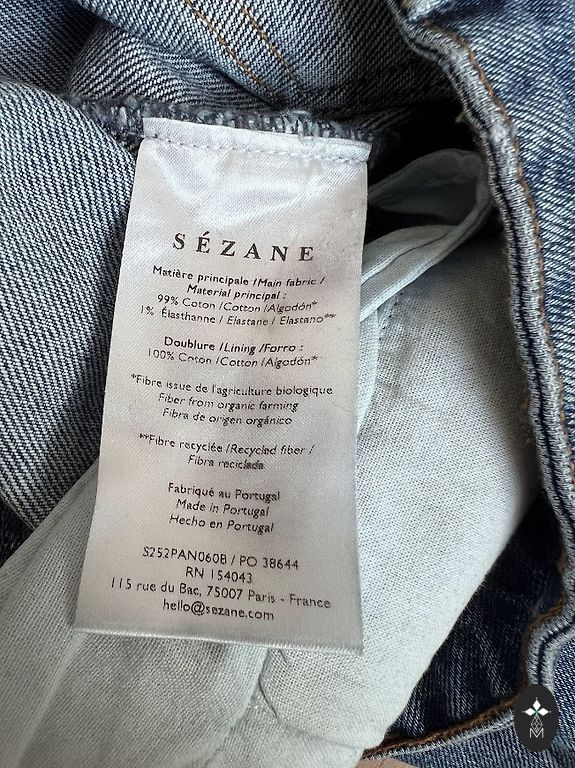 SÉZANE
Matière principale /Main fabric /
Material principal :
99% Coton /Cotton /Algodón*
1% Élasthanne / Elastane / Elastano**
Doublure /Lining /Forro :
100% Coton /Cotton /Algodón*
*Fibre issue de l'agriculture biologique
Fiber from organic farming
Fibra de origen orgánico
**Fibre recyclée /Recycled fiber /
Fibra reciclada
Fabriqué au Portugal
Made in Portugal
Hecho en Portugal
S252PAN060B / PO 38644
RN 154043
115 rue du Bac, 75007 Paris - France
hello@sezane.com
M